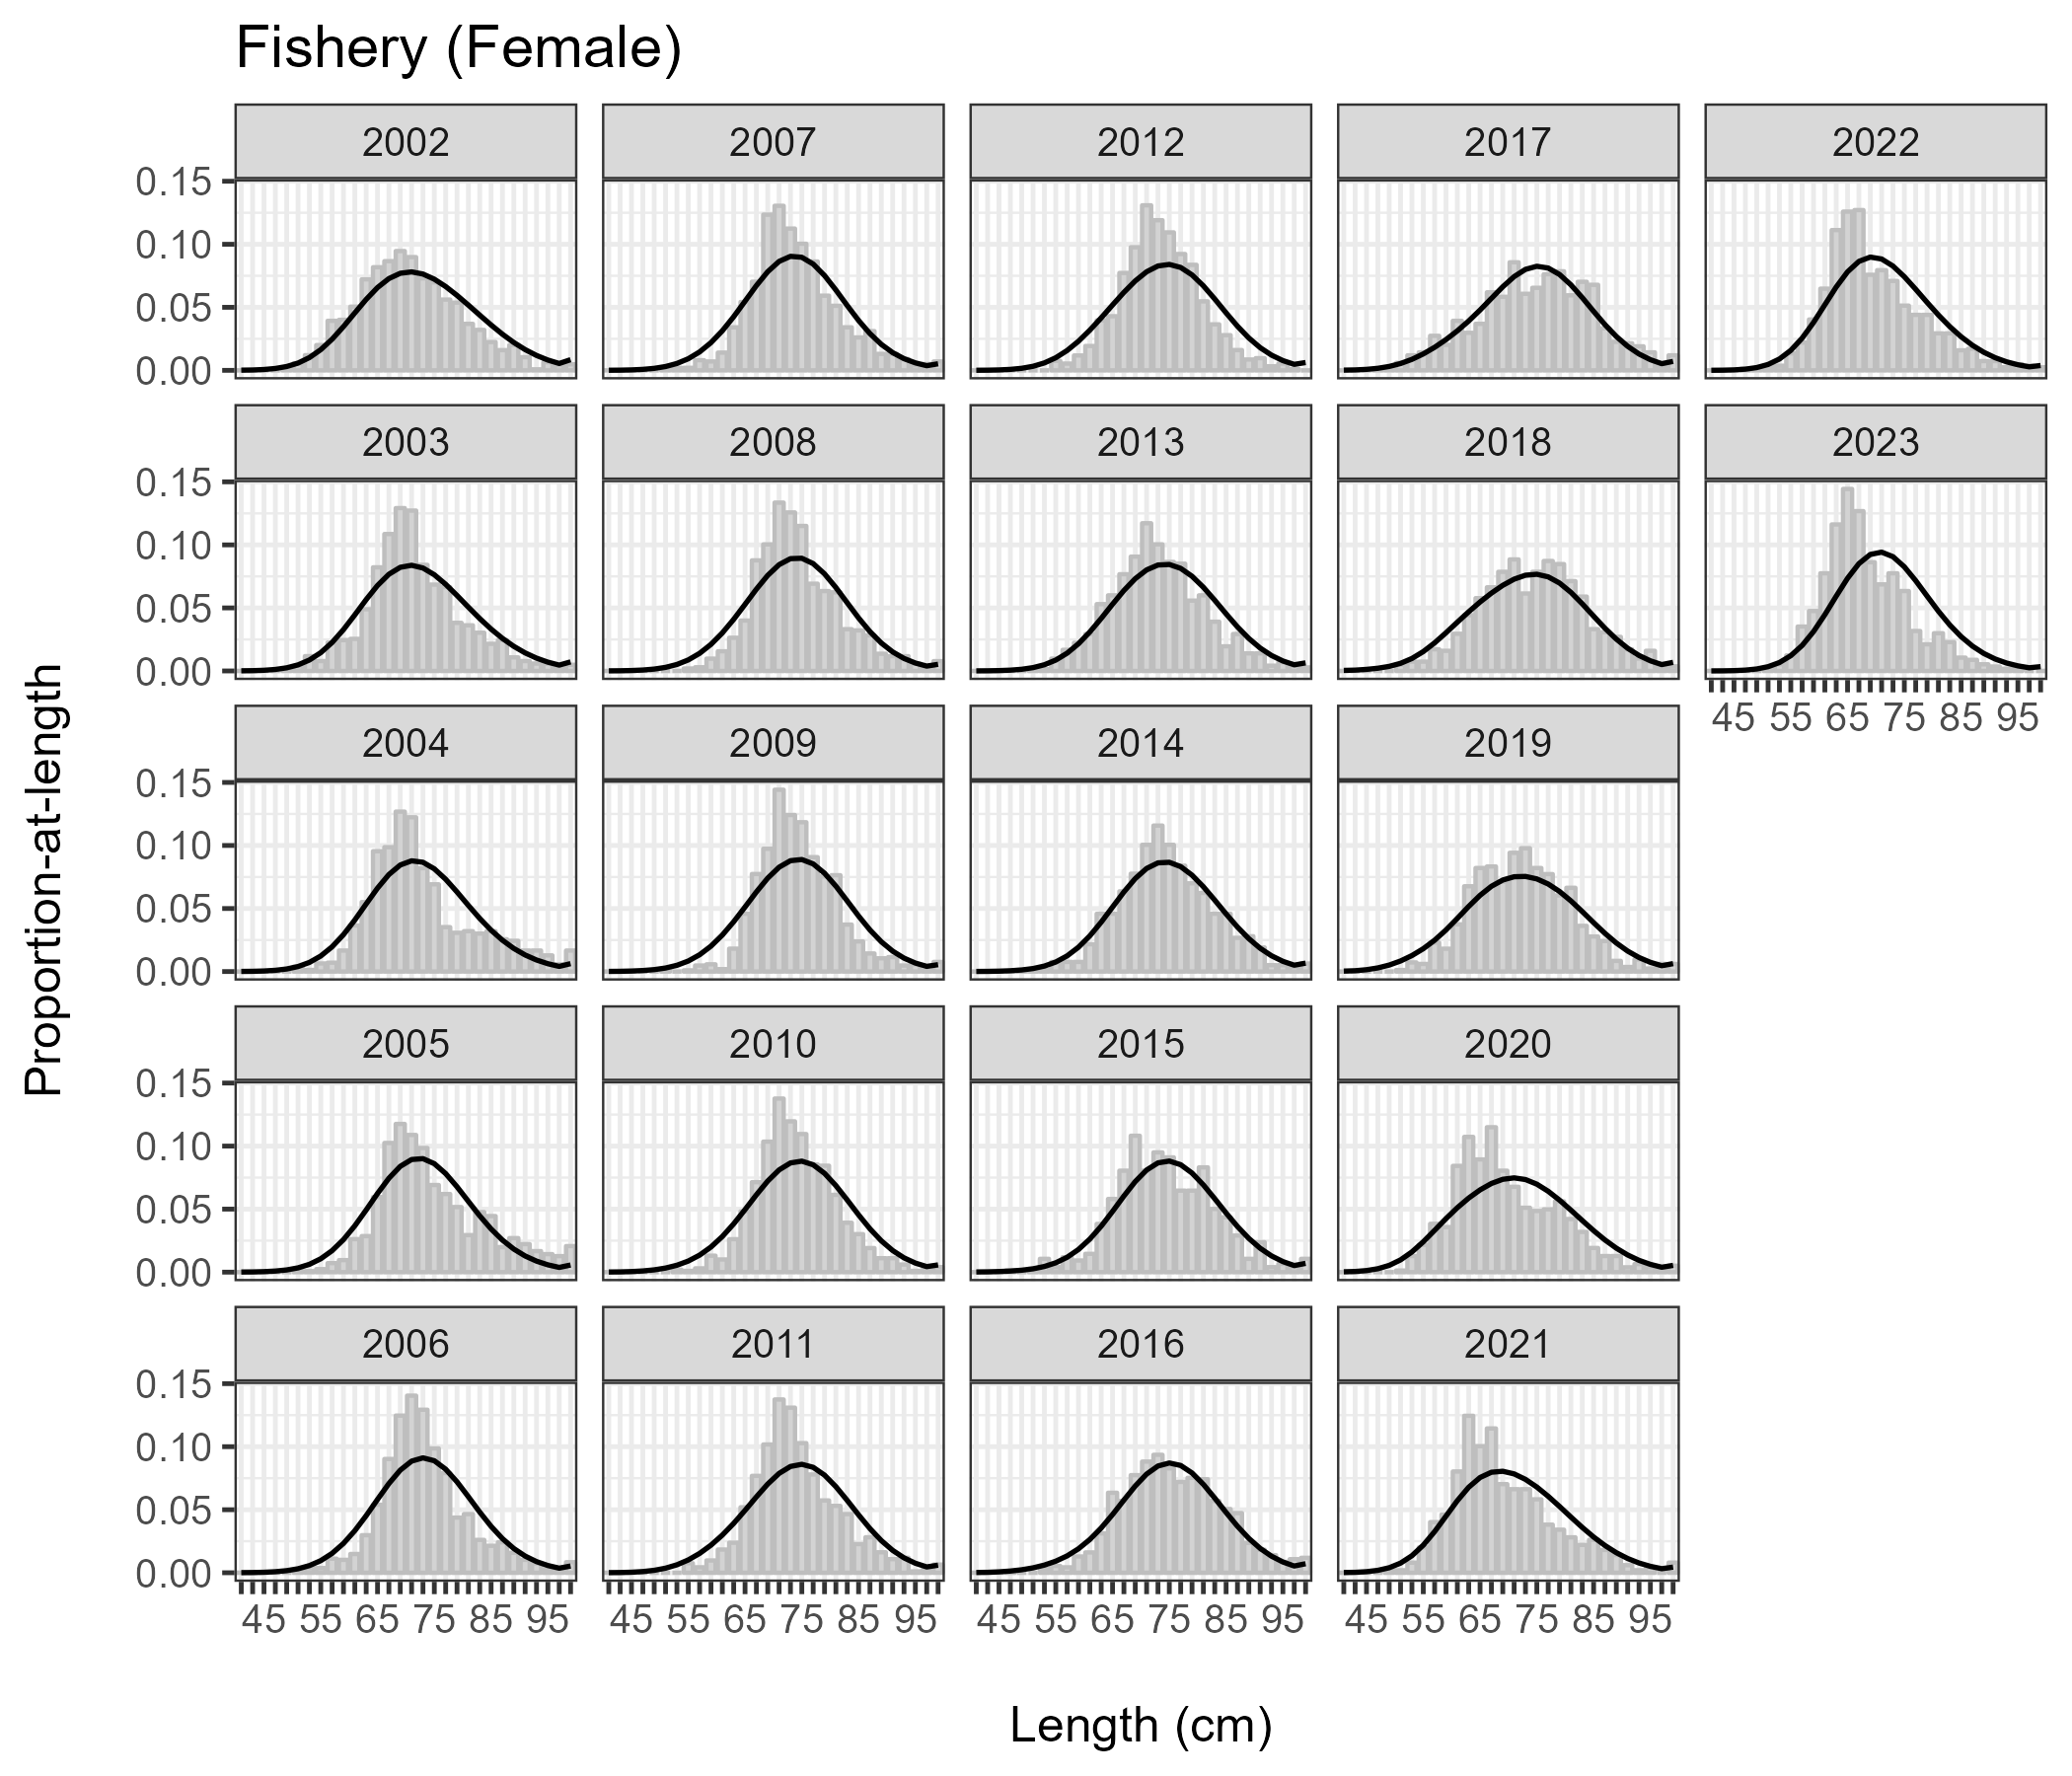 Fishery (Female)
2002 2007 2012 2017 2022
0.15
0.10
0.05
0.00
2003 2008 2013 2018 2023
0.15
0.10
0.05
0.00
45 55 65 75 85 95
2004 2009 2014 2019
0.15
0.10
0.05
0.00
2005 2010 2015 2020
0.15
0.10
0.05
0.00
2006 2011 2016 2021
0.15
0.10
0.05
0.00
45 55 65 75 85 95 45 55 65 75 85 95 45 55 65 75 85 95 45 55 65 75 85 95
Proportion-at-length
Length (cm)